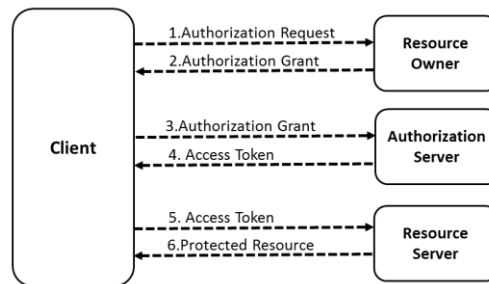 1.Authorization Request
Resource
Owner
2.Authorization Grant
Client
3.Authorization Grant
Authorization
Server
4. Access Token
5. Access Token
Resource
Server
6.Protected Resource